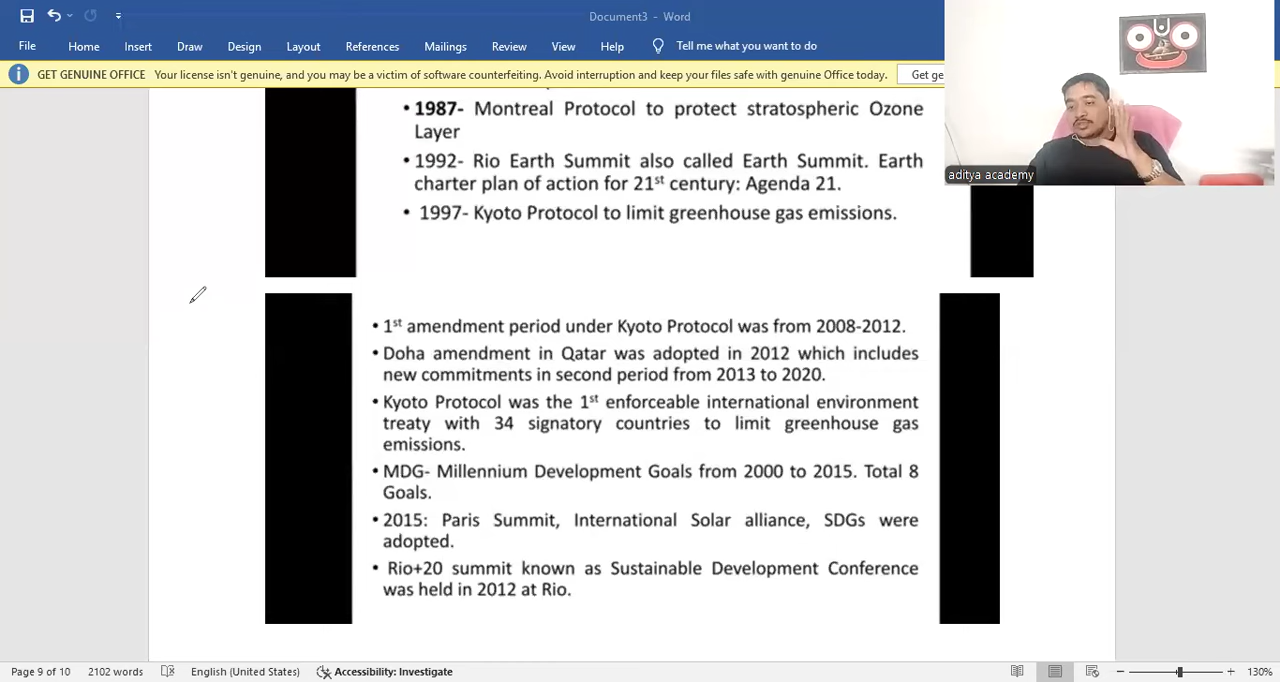 Document3 - Word
File Home Insert Draw Design Layout References Mailings Review View Help Tell me what you want to do
GET GENUINE OFFICE Your license isn't genuine, and you may be a victim of software counterfeiting. Avoid interruption and keep your files safe with genuine Office today. Get ge
aditya academy
• 1987- Montreal Protocol to protect stratospheric Ozone
Layer
• 1992- Rio Earth Summit also called Earth Summit. Earth
charter plan of action for 21st century: Agenda 21.
• 1997- Kyoto Protocol to limit greenhouse gas emissions.
• 1st amendment period under Kyoto Protocol was from 2008-2012.
• Doha amendment in Qatar was adopted in 2012 which includes
new commitments in second period from 2013 to 2020.
• Kyoto Protocol was the 1st enforceable international environment
treaty with 34 signatory countries to limit greenhouse gas
emissions.
• MDG- Millennium Development Goals from 2000 to 2015. Total 8
Goals.
• 2015: Paris Summit, International Solar alliance, SDGs were
adopted.
• Rio+20 summit known as Sustainable Development Conference
was held in 2012 at Rio.
Page 9 of 10 2102 words English (United States) Accessibility: Investigate 130%